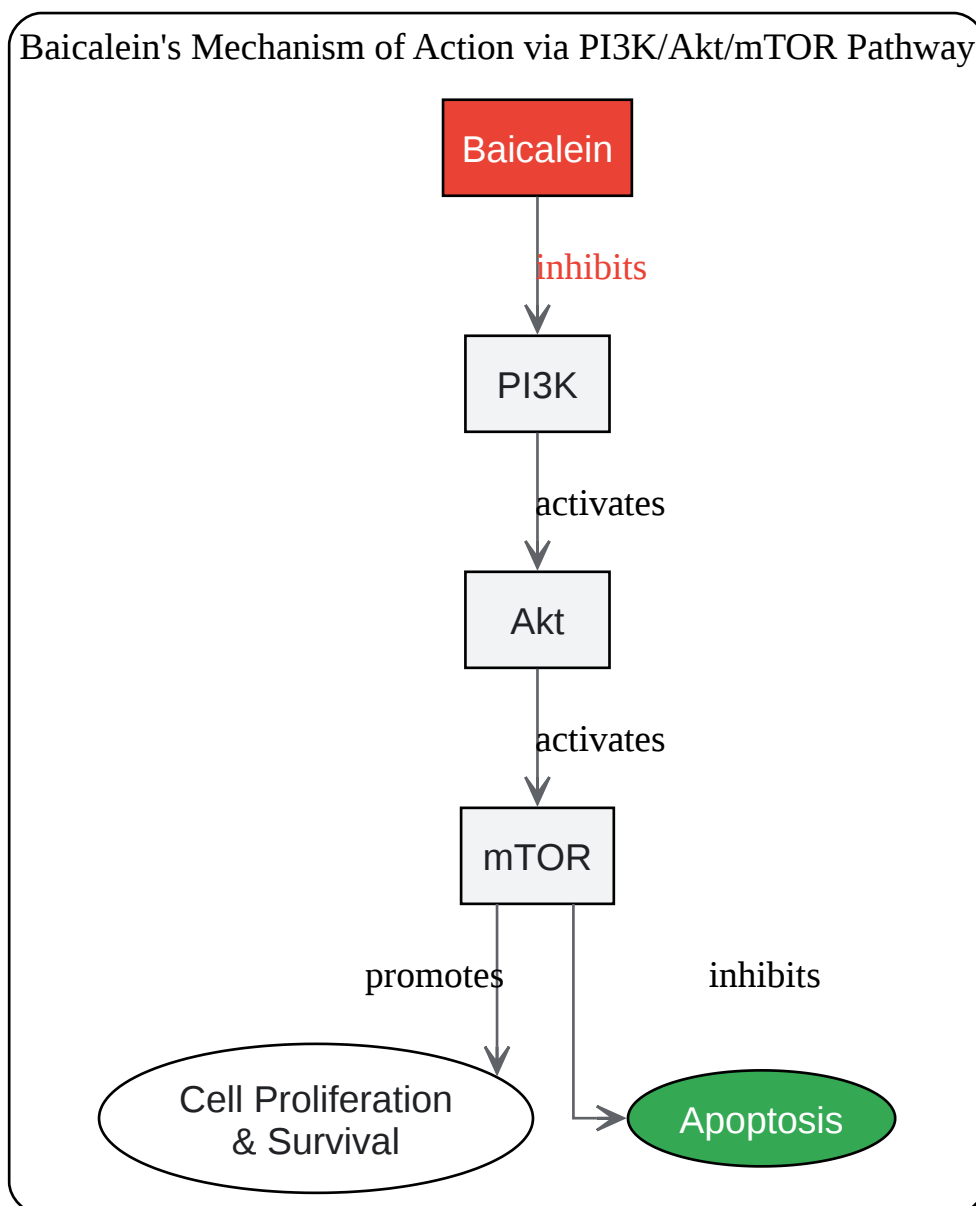 Baicalein's Mechanism of Action via PI3K/Akt/mTOR Pathway
Baicalein
inhibits
PI3K
activates
Akt
activates
mTOR
promotes
inhibits
Cell Proliferation
& Survival
Apoptosis